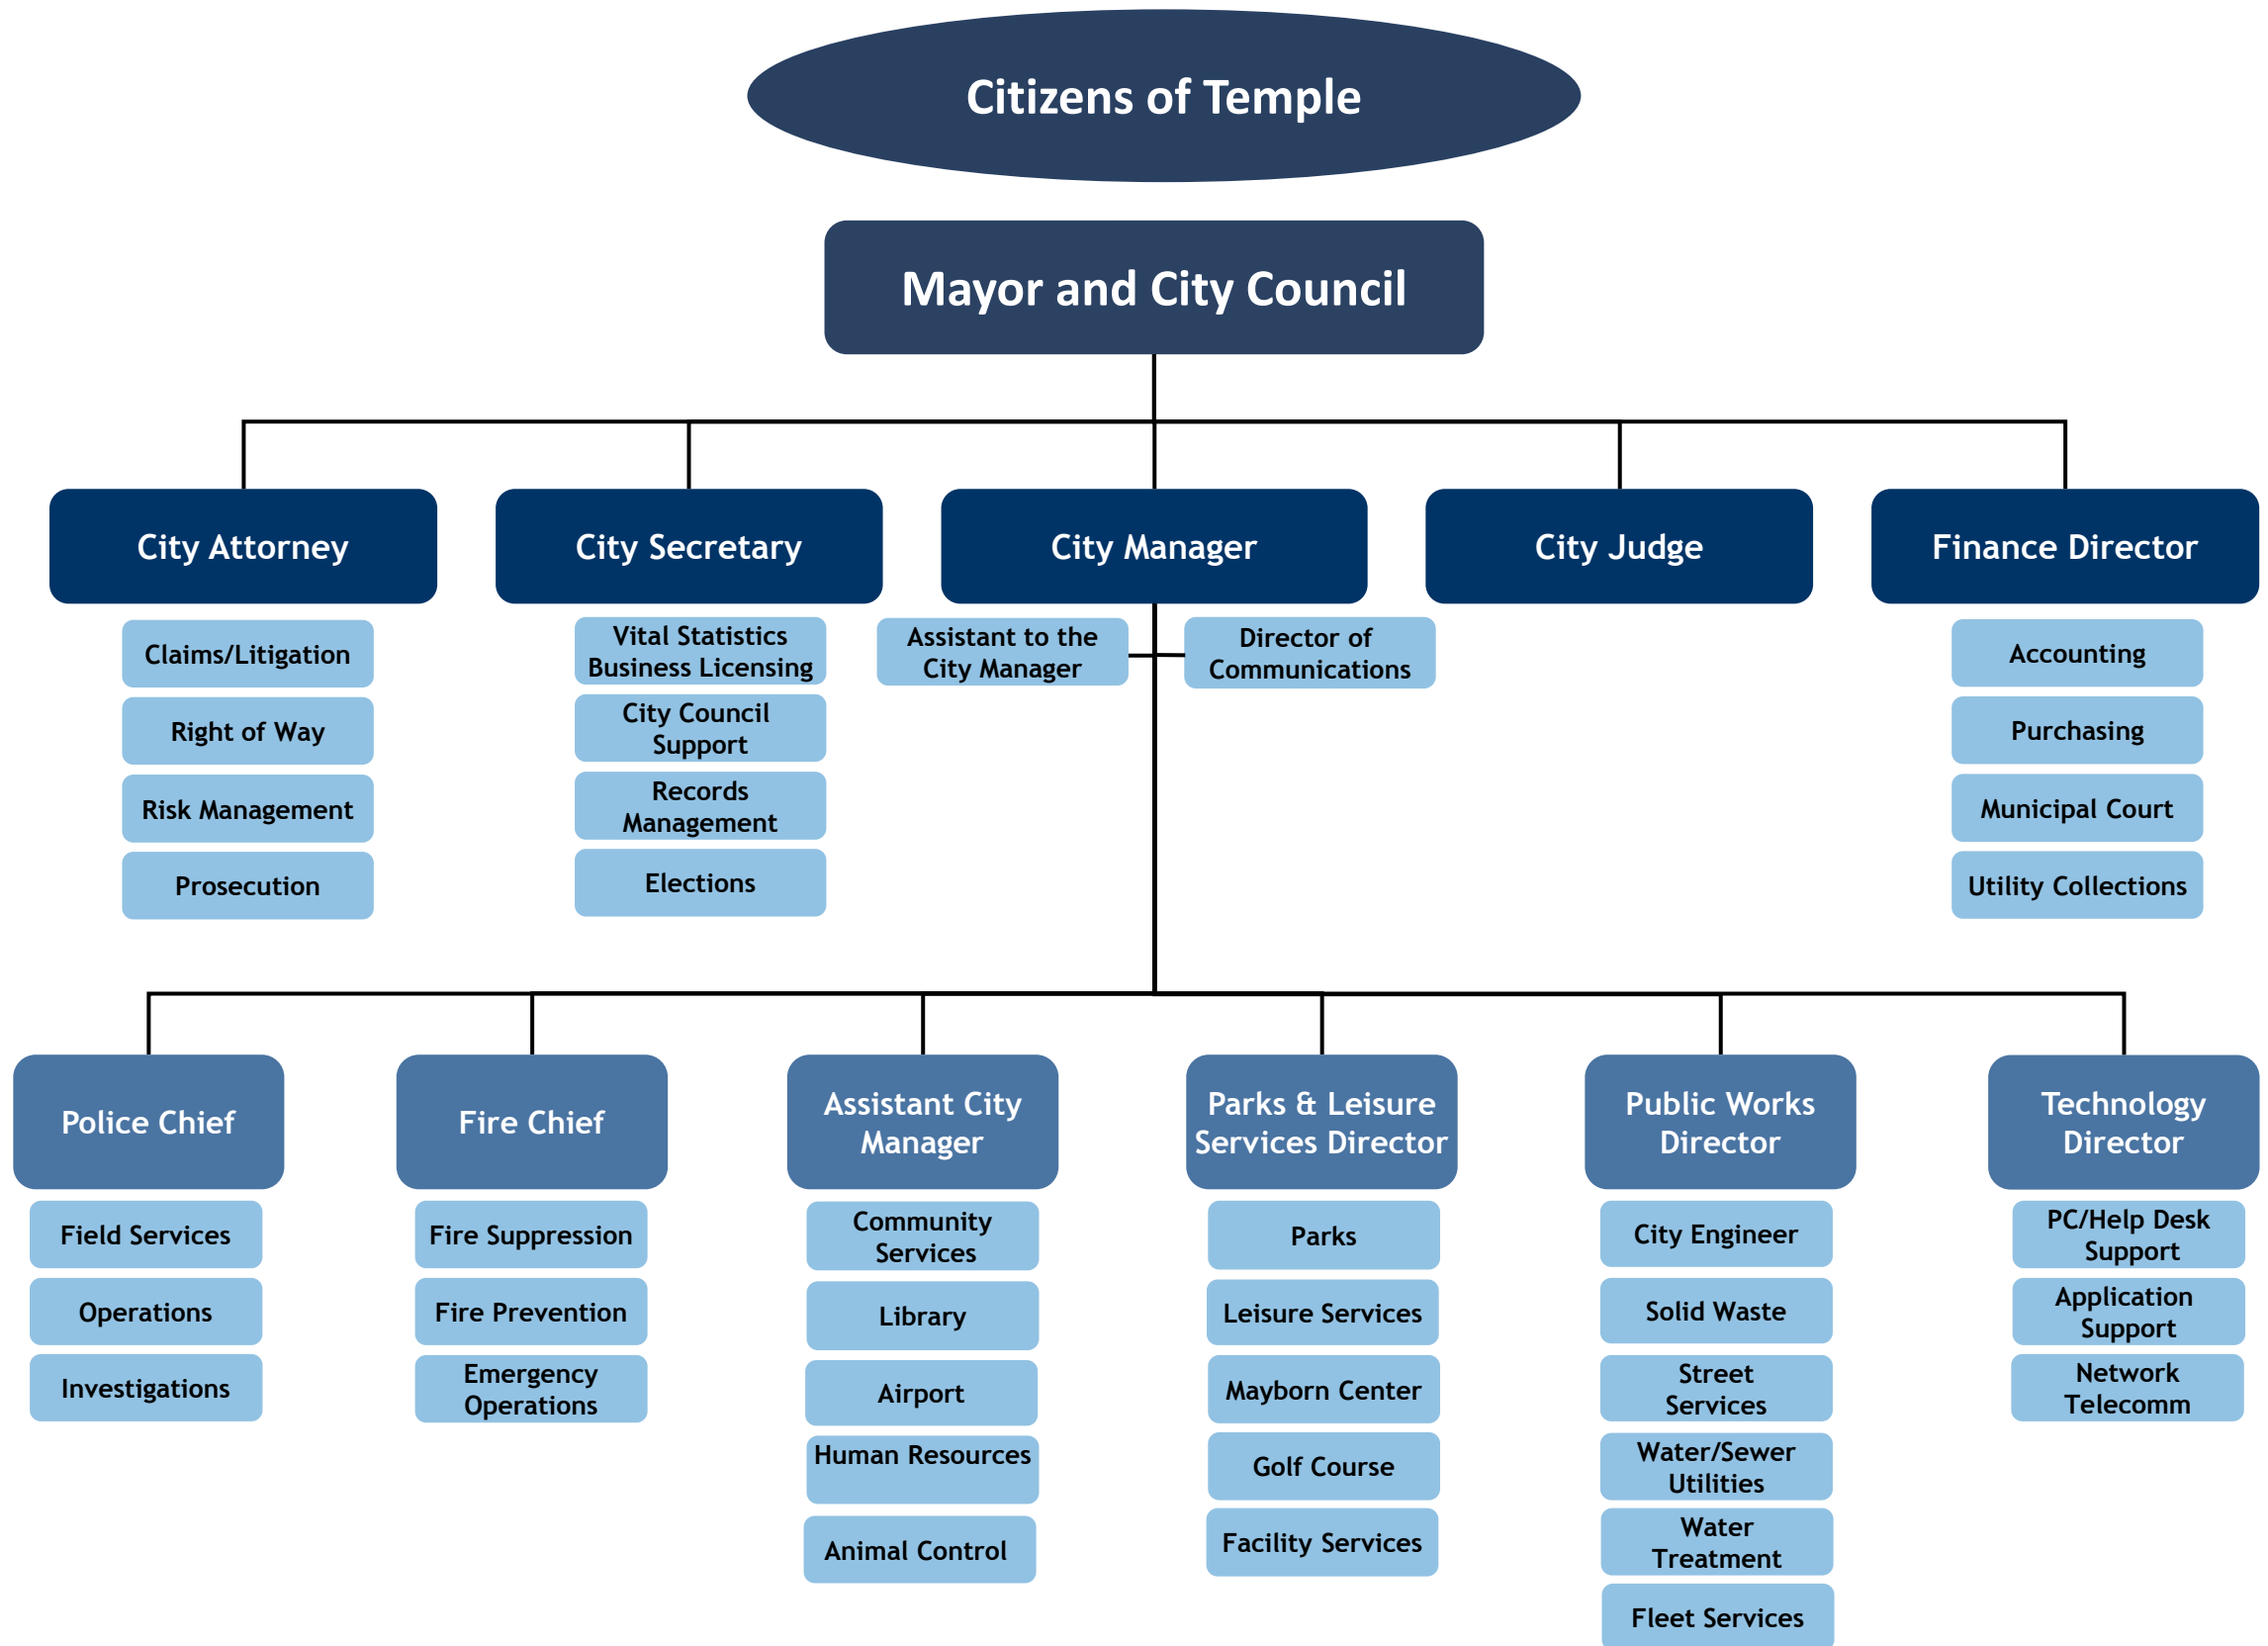 Citizens of Temple
Mayor and City Council
City Attorney
City Secretary
City Manager
City Judge
Finance Director
Claims/Litigation
Right of Way
Risk Management
Prosecution
Vital Statistics
Business Licensing
City Council
Support
Records
Management
Elections
Assistant to the
City Manager
Director of
Communications
Accounting
Purchasing
Municipal Court
Utility Collections
Police Chief
Fire Chief
Assistant City
Manager
Parks & Leisure
Services Director
Public Works
Director
Technology
Director
Field Services
Operations
Investigations
Fire Suppression
Fire Prevention
Emergency
Operations
Community
Services
Library
Airport
Human Resources
Animal Control
Parks
Leisure Services
Mayborn Center
Golf Course
Facility Services
City Engineer
Solid Waste
Street
Services
Water/Sewer
Utilities
Water
Treatment
Fleet Services
PC/Help Desk
Support
Application
Support
Network
Telecomm